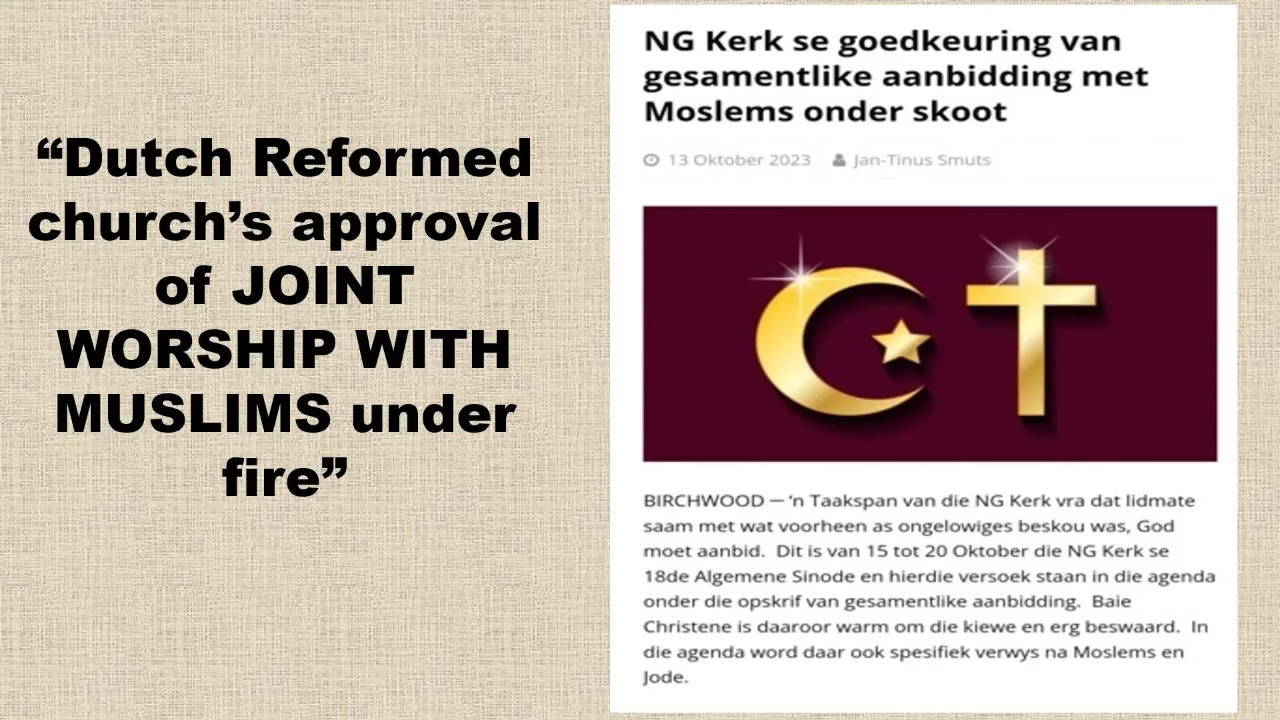 “Dutch Reformed
church’s approval
of JOINT
WORSHIP WITH
MUSLIMS under
fire”
NG Kerk se goedkeuring van
gesamentlike aanbidding met
Moslems onder skoot
13 Oktober 2023 Jan-Tinus Smuts
BIRCHWOOD — ‘n Taakspan van die NG Kerk vra dat lidmate
saam met wat voorheen as ongelowiges beskou was, God
moet aanbid. Dit is van 15 tot 20 Oktober die NG Kerk se
18de Algemene Sinode en hierdie versoek staan in die agenda
onder die opskrif van gesamentlike aanbidding. Baie
Christene is daaroor warm om die kiewe en erg beswaard. In
die agenda word daar ook spesifiek verwys na Moslems en
Jode.